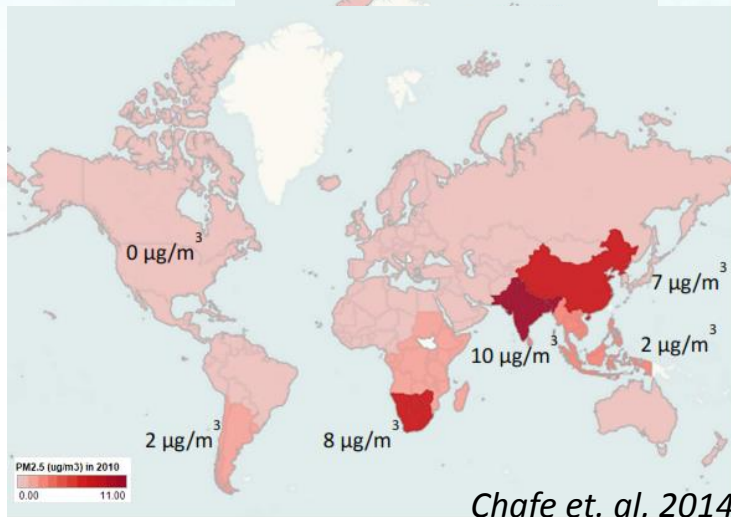 0 µg/m³
7 µg/m³
10 µg/m³
2 µg/m³
2 µg/m³
8 µg/m³
PM2.5 (ug/m3) in 2010
0.00 11.00
Chafe et. al. 2014